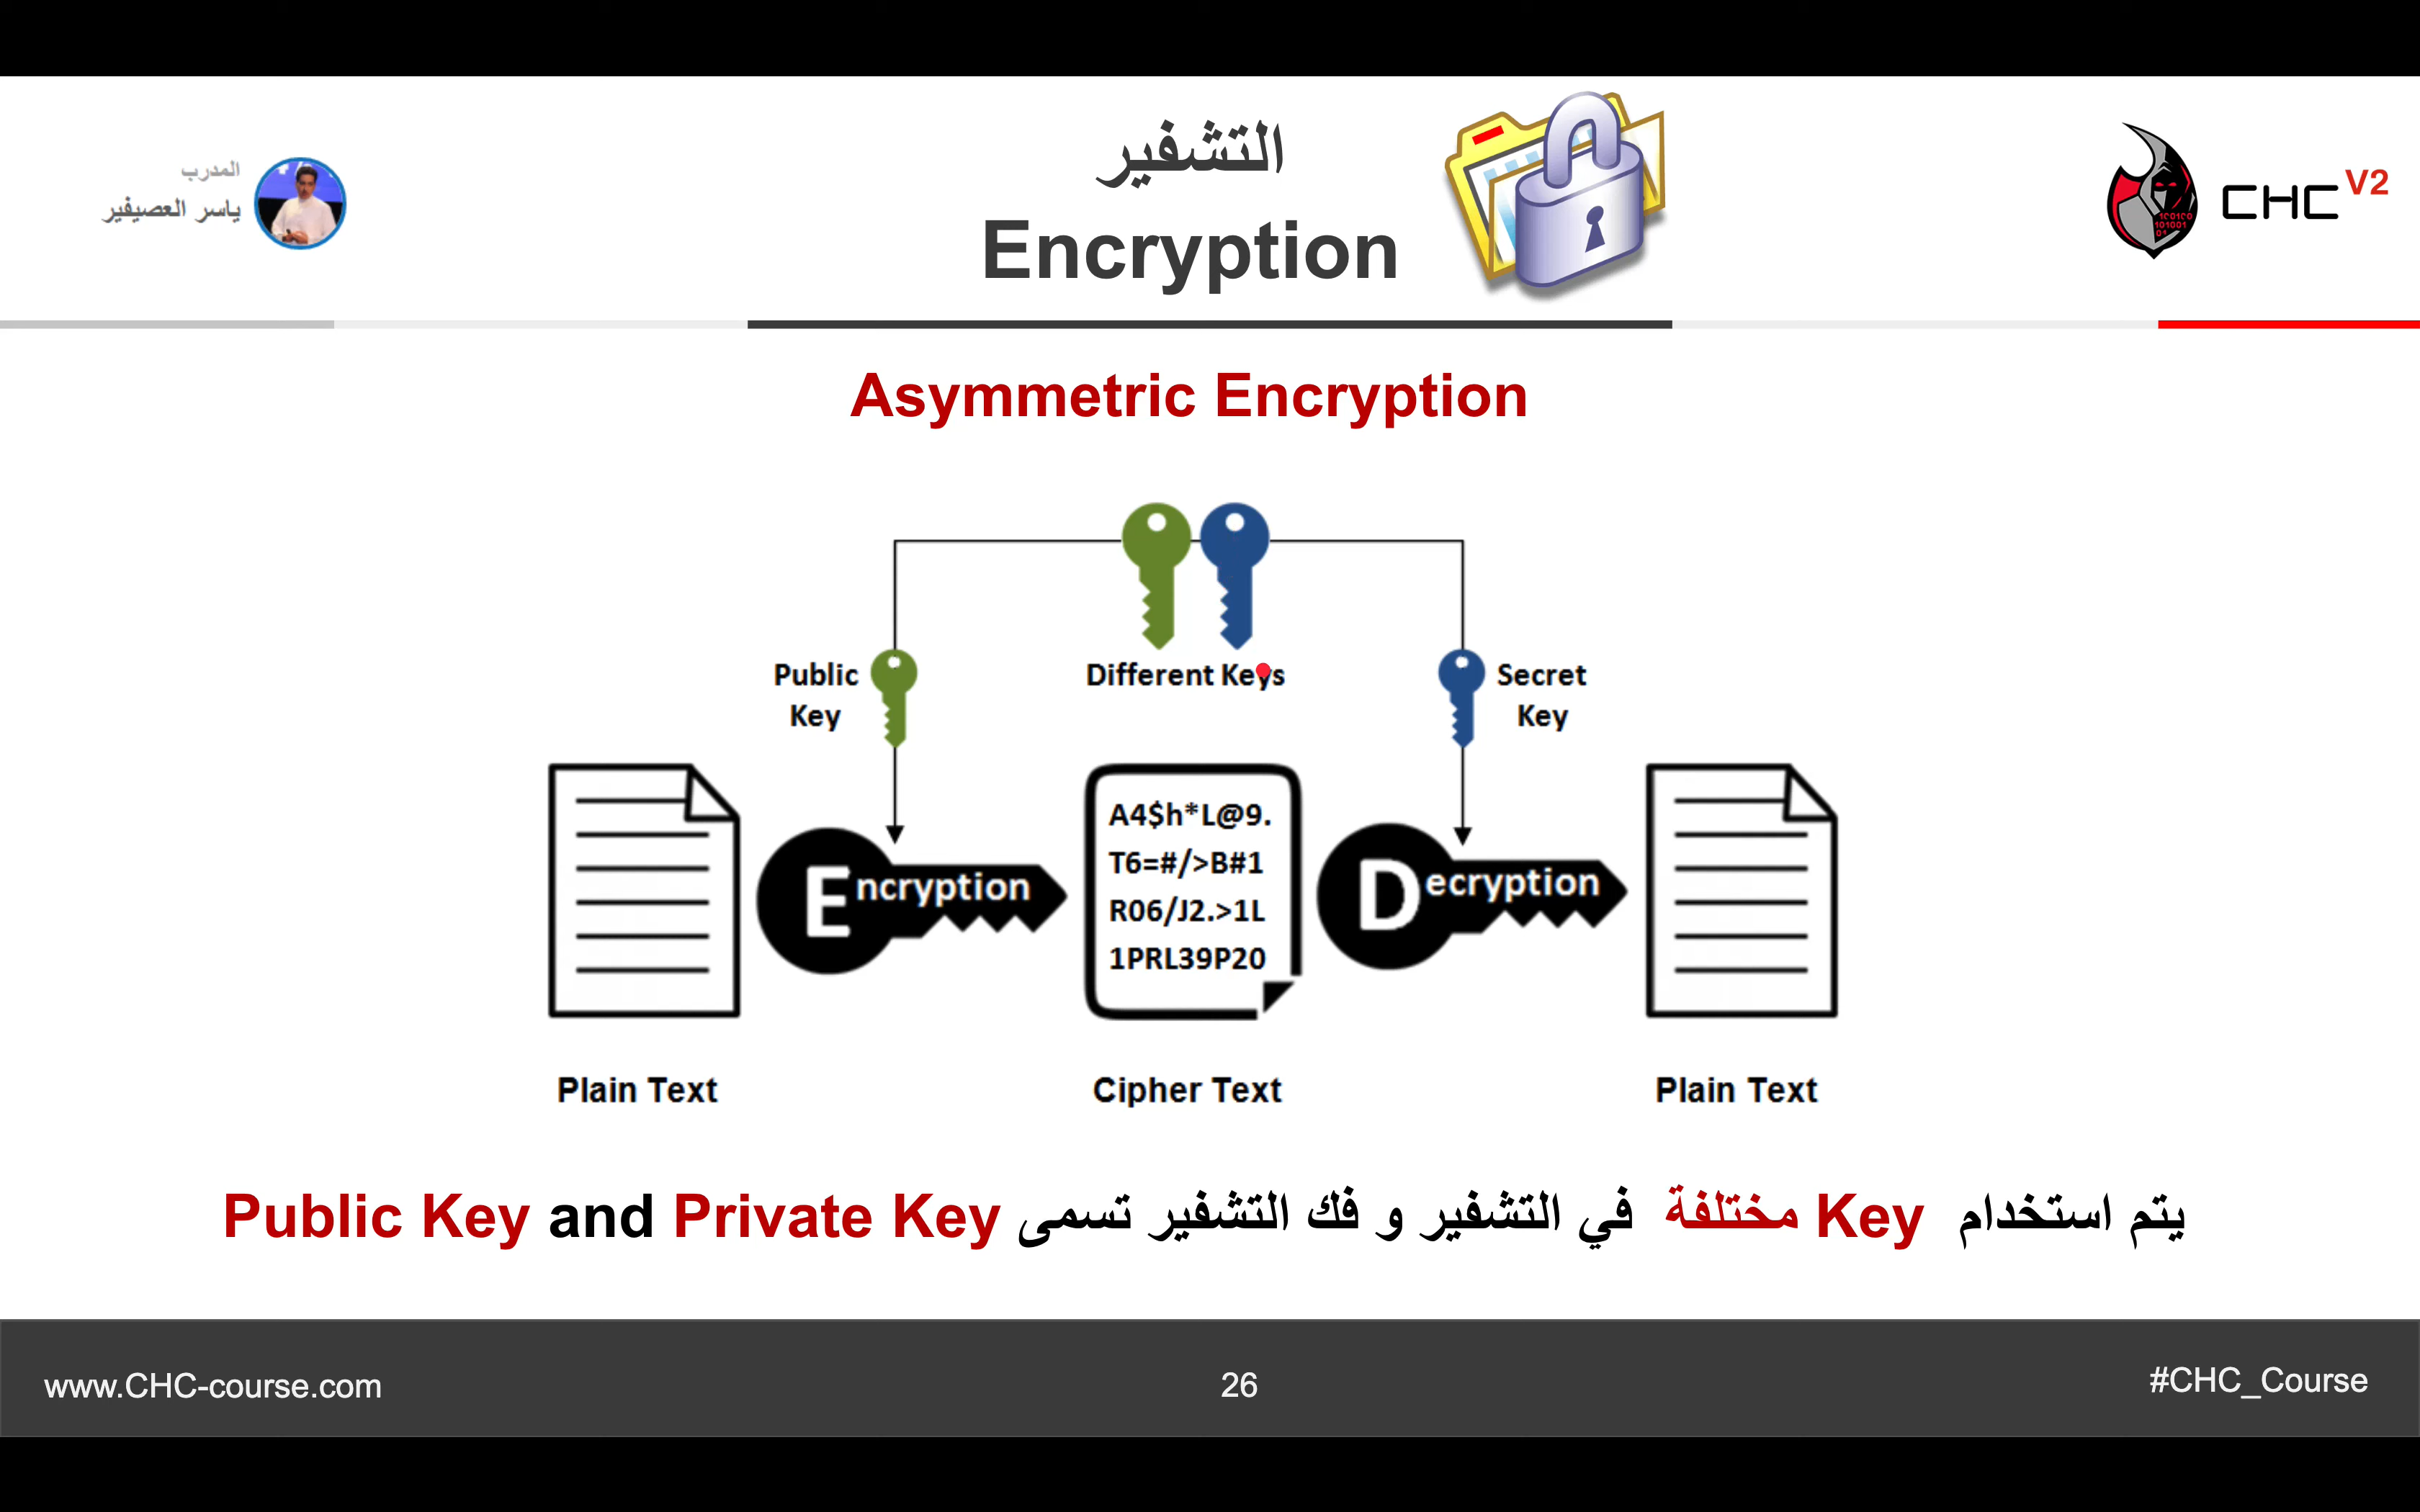 المدرب
ياسر العصيفير
التشفير
Encryption
CHC V2
Asymmetric Encryption
Public
Key
Different Keys
Secret
Key
Encryption
A4$h*L@9.
T6=#/>B#1
R06/J2.>1L
1PRL39P20
Decryption
Plain Text
Cipher Text
Plain Text
يتم استخدام Key مختلفة في التشفير و فك التشفير تسمى Public Key and Private Key
www.CHC-course.com
26
#CHC_Course